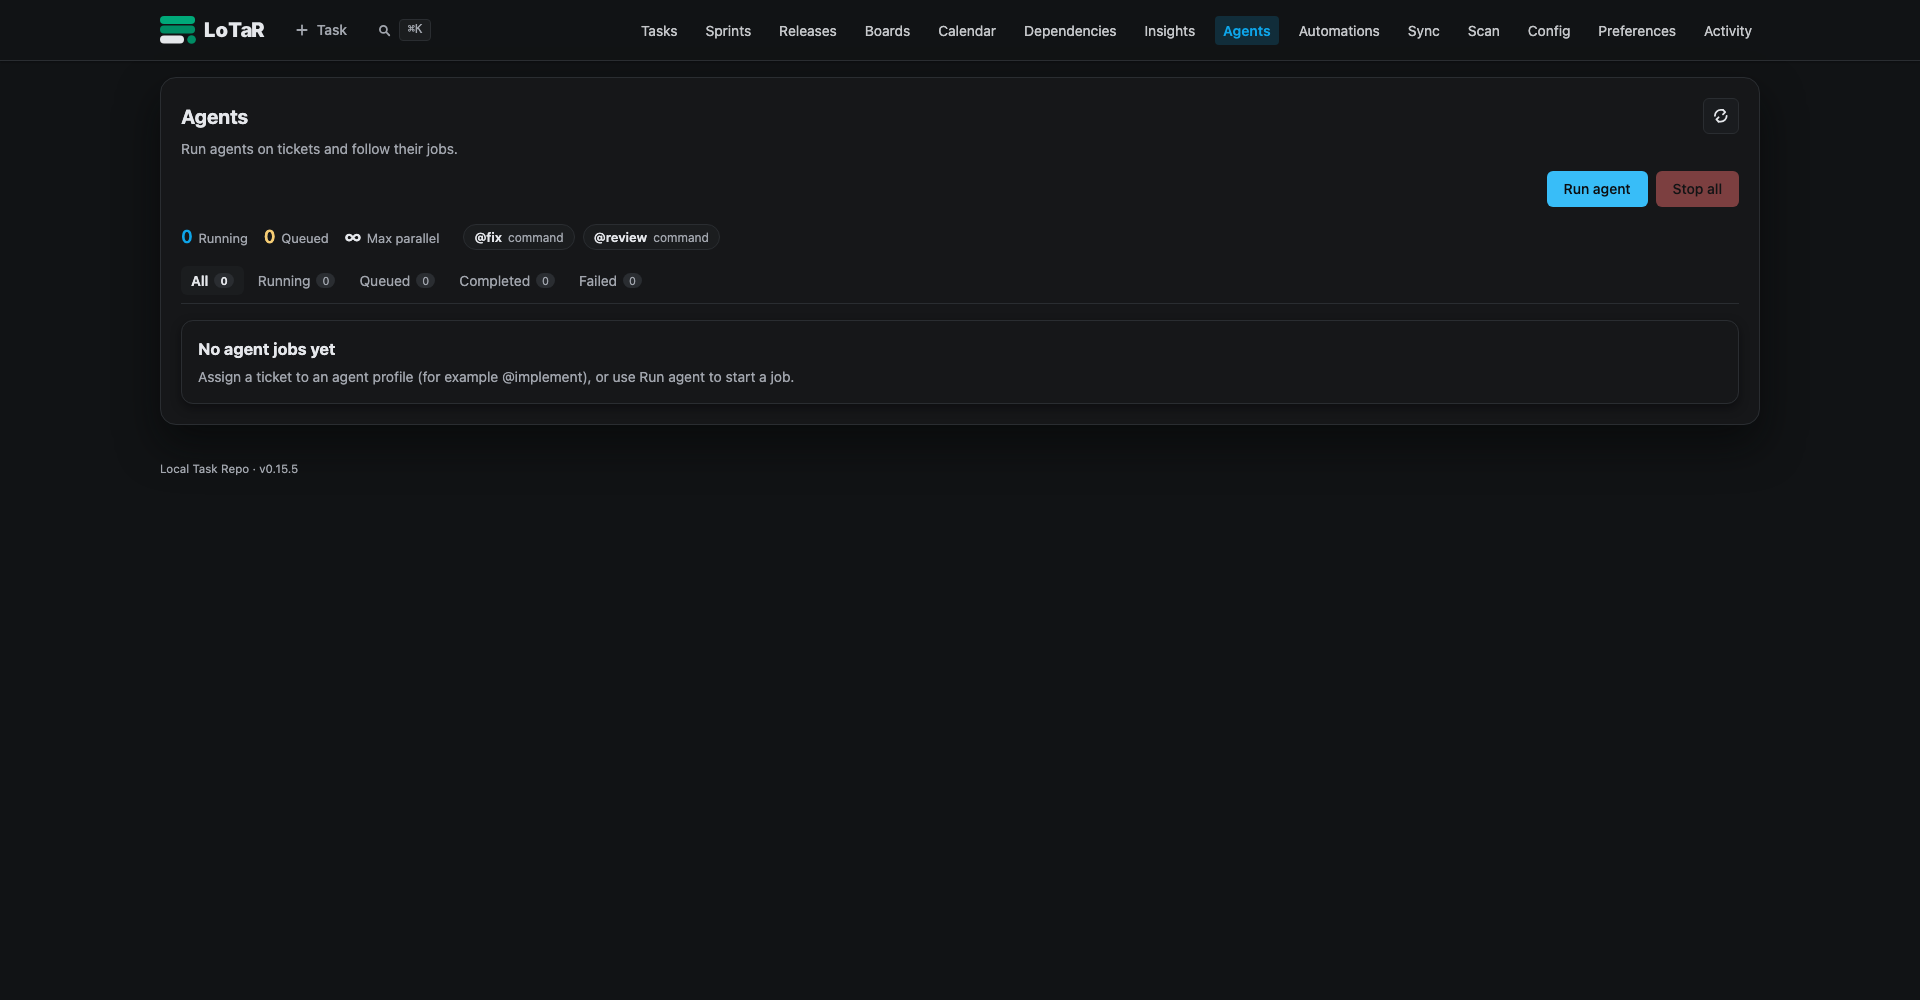 LoTaR
+ Task
⌘K
Tasks Sprints Releases Boards Calendar Dependencies Insights Agents Automations Sync Scan Config Preferences Activity
Agents
Run agents on tickets and follow their jobs.
Run agent Stop all
0 Running 0 Queued ∞ Max parallel @fix command @review command
All 0 Running 0 Queued 0 Completed 0 Failed 0
No agent jobs yet
Assign a ticket to an agent profile (for example @implement), or use Run agent to start a job.
Local Task Repo · v0.15.5